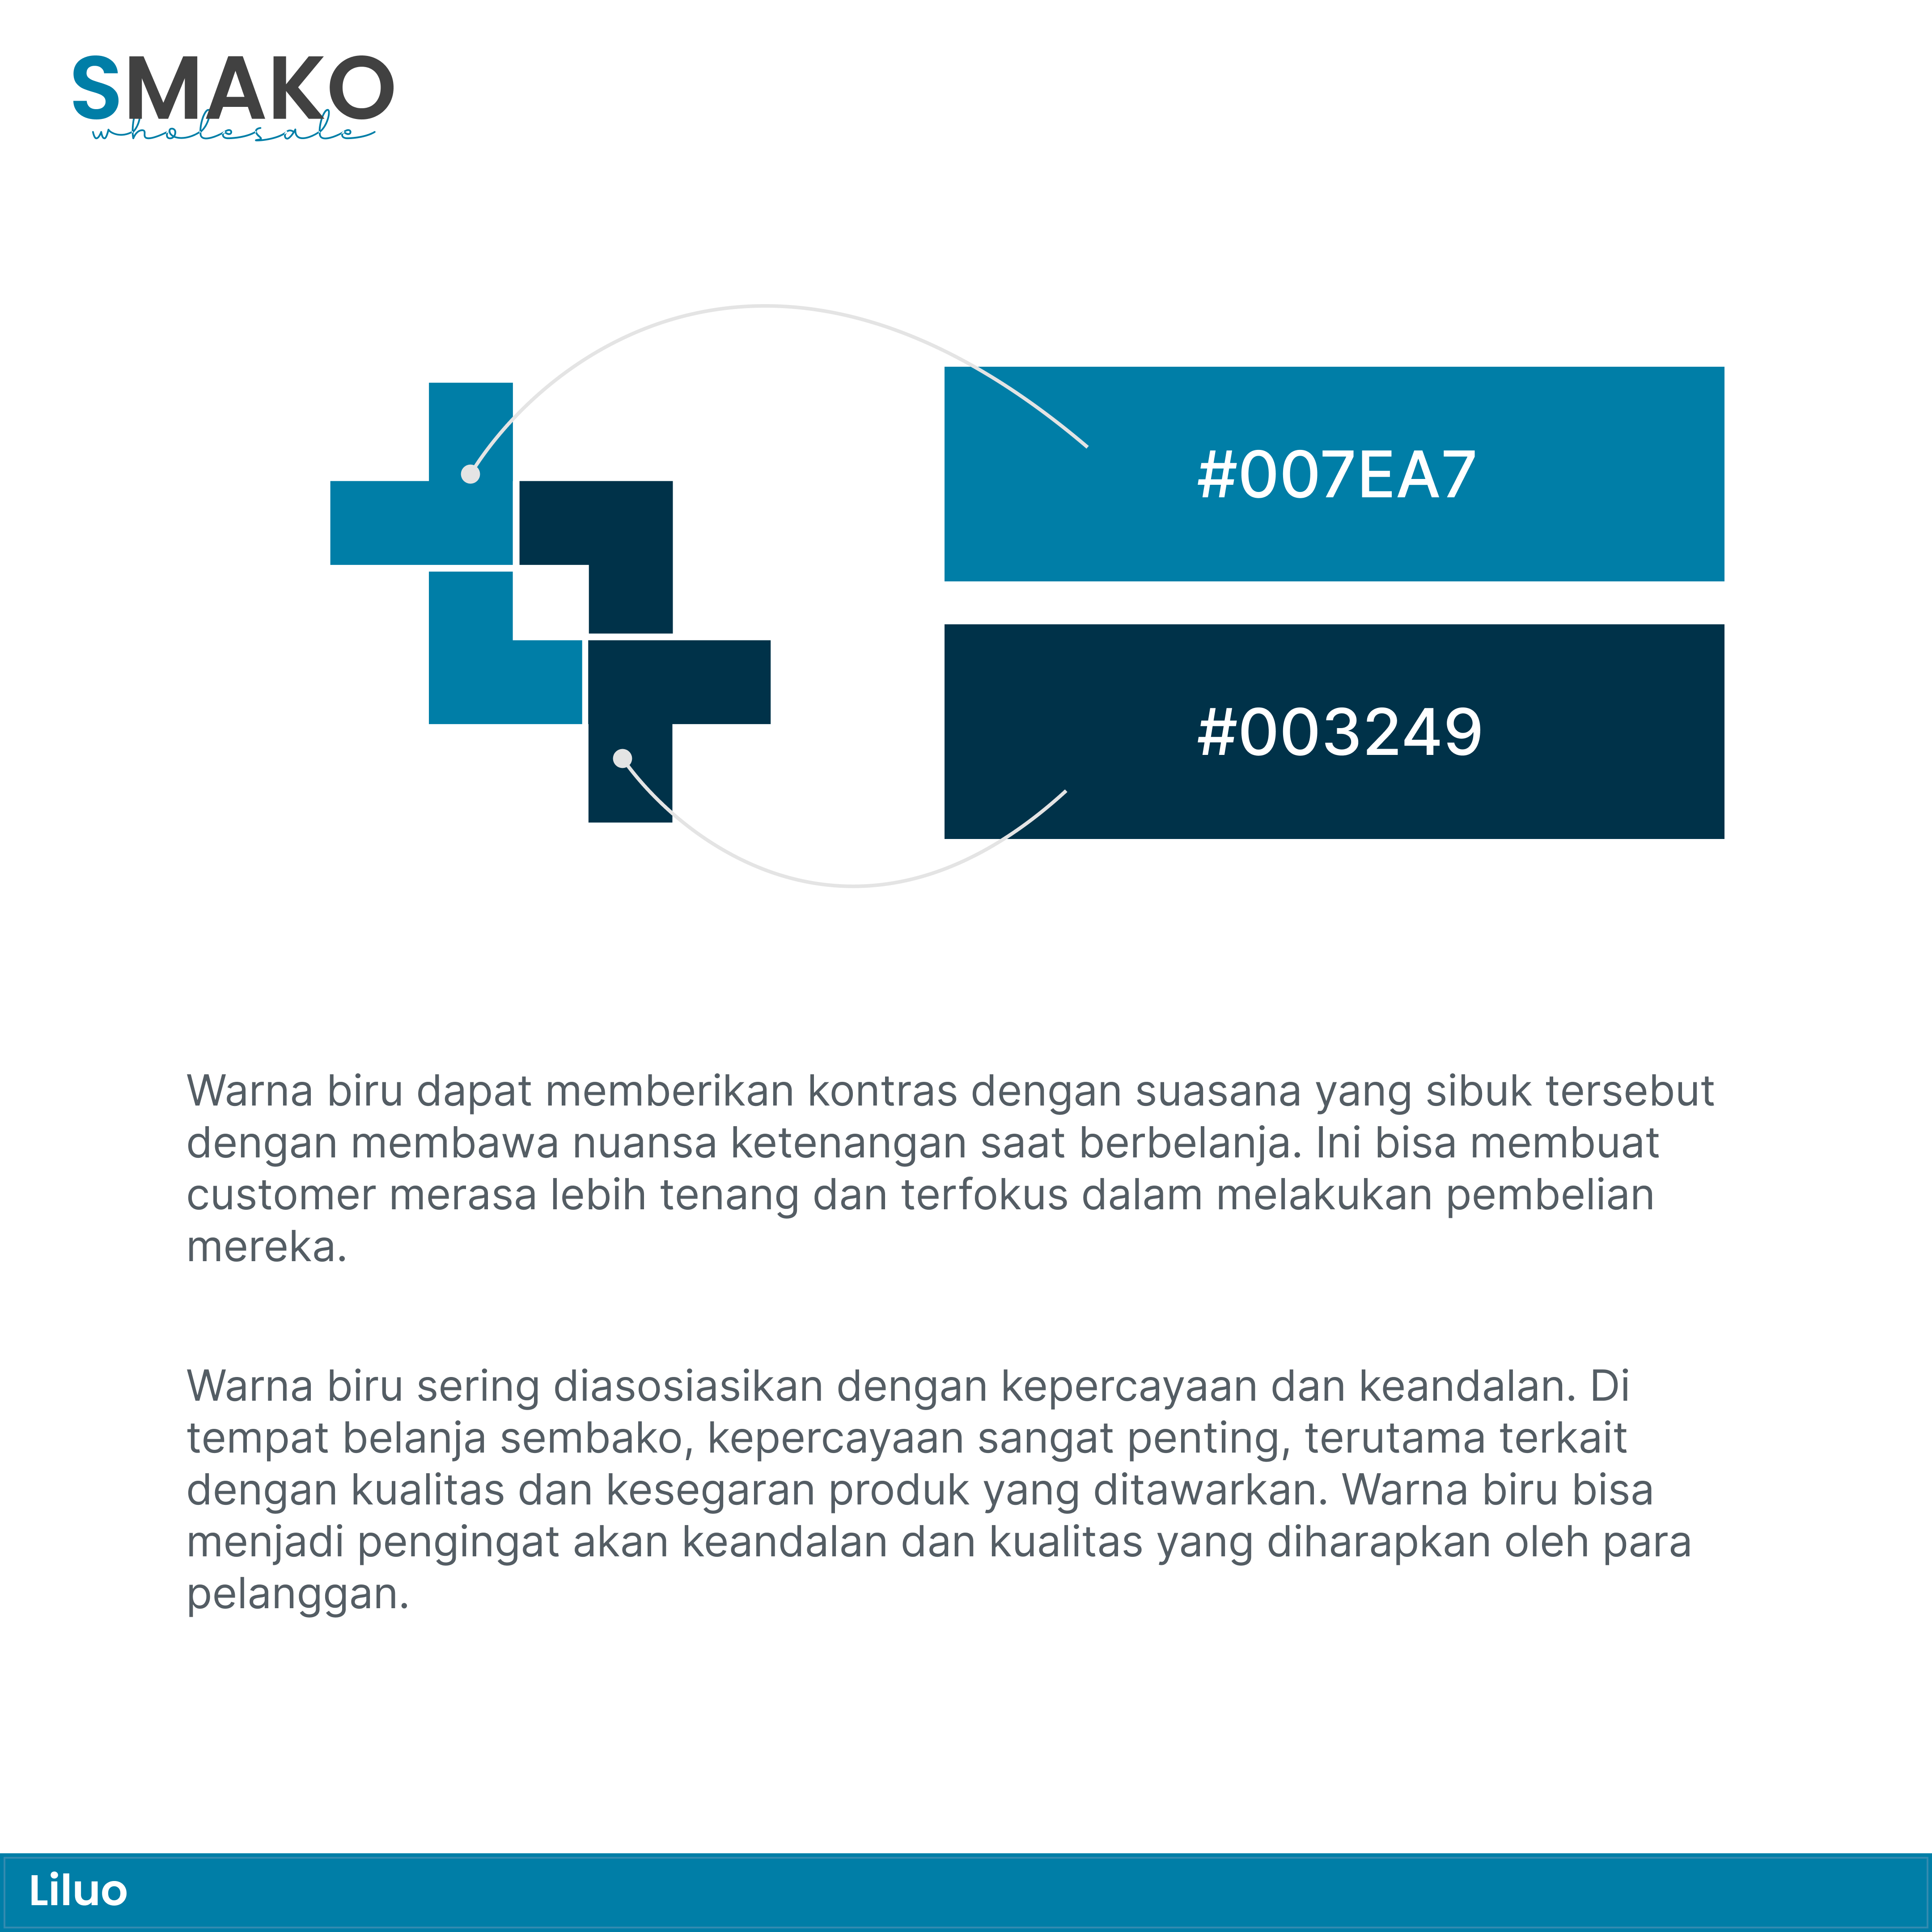 SMAKO
wholesale
#007EA7
#003249
Warna biru dapat memberikan kontras dengan suasana yang sibuk tersebut
dengan membawa nuansa ketenangan saat berbelanja. Ini bisa membuat
customer merasa lebih tenang dan terfokus dalam melakukan pembelian
mereka.
Warna biru sering diasosiasikan dengan kepercayaan dan keandalan. Di
tempat belanja sembako, kepercayaan sangat penting, terutama terkait
dengan kualitas dan kesegaran produk yang ditawarkan. Warna biru bisa
menjadi pengingat akan keandalan dan kualitas yang diharapkan oleh para
pelanggan.
Liluo